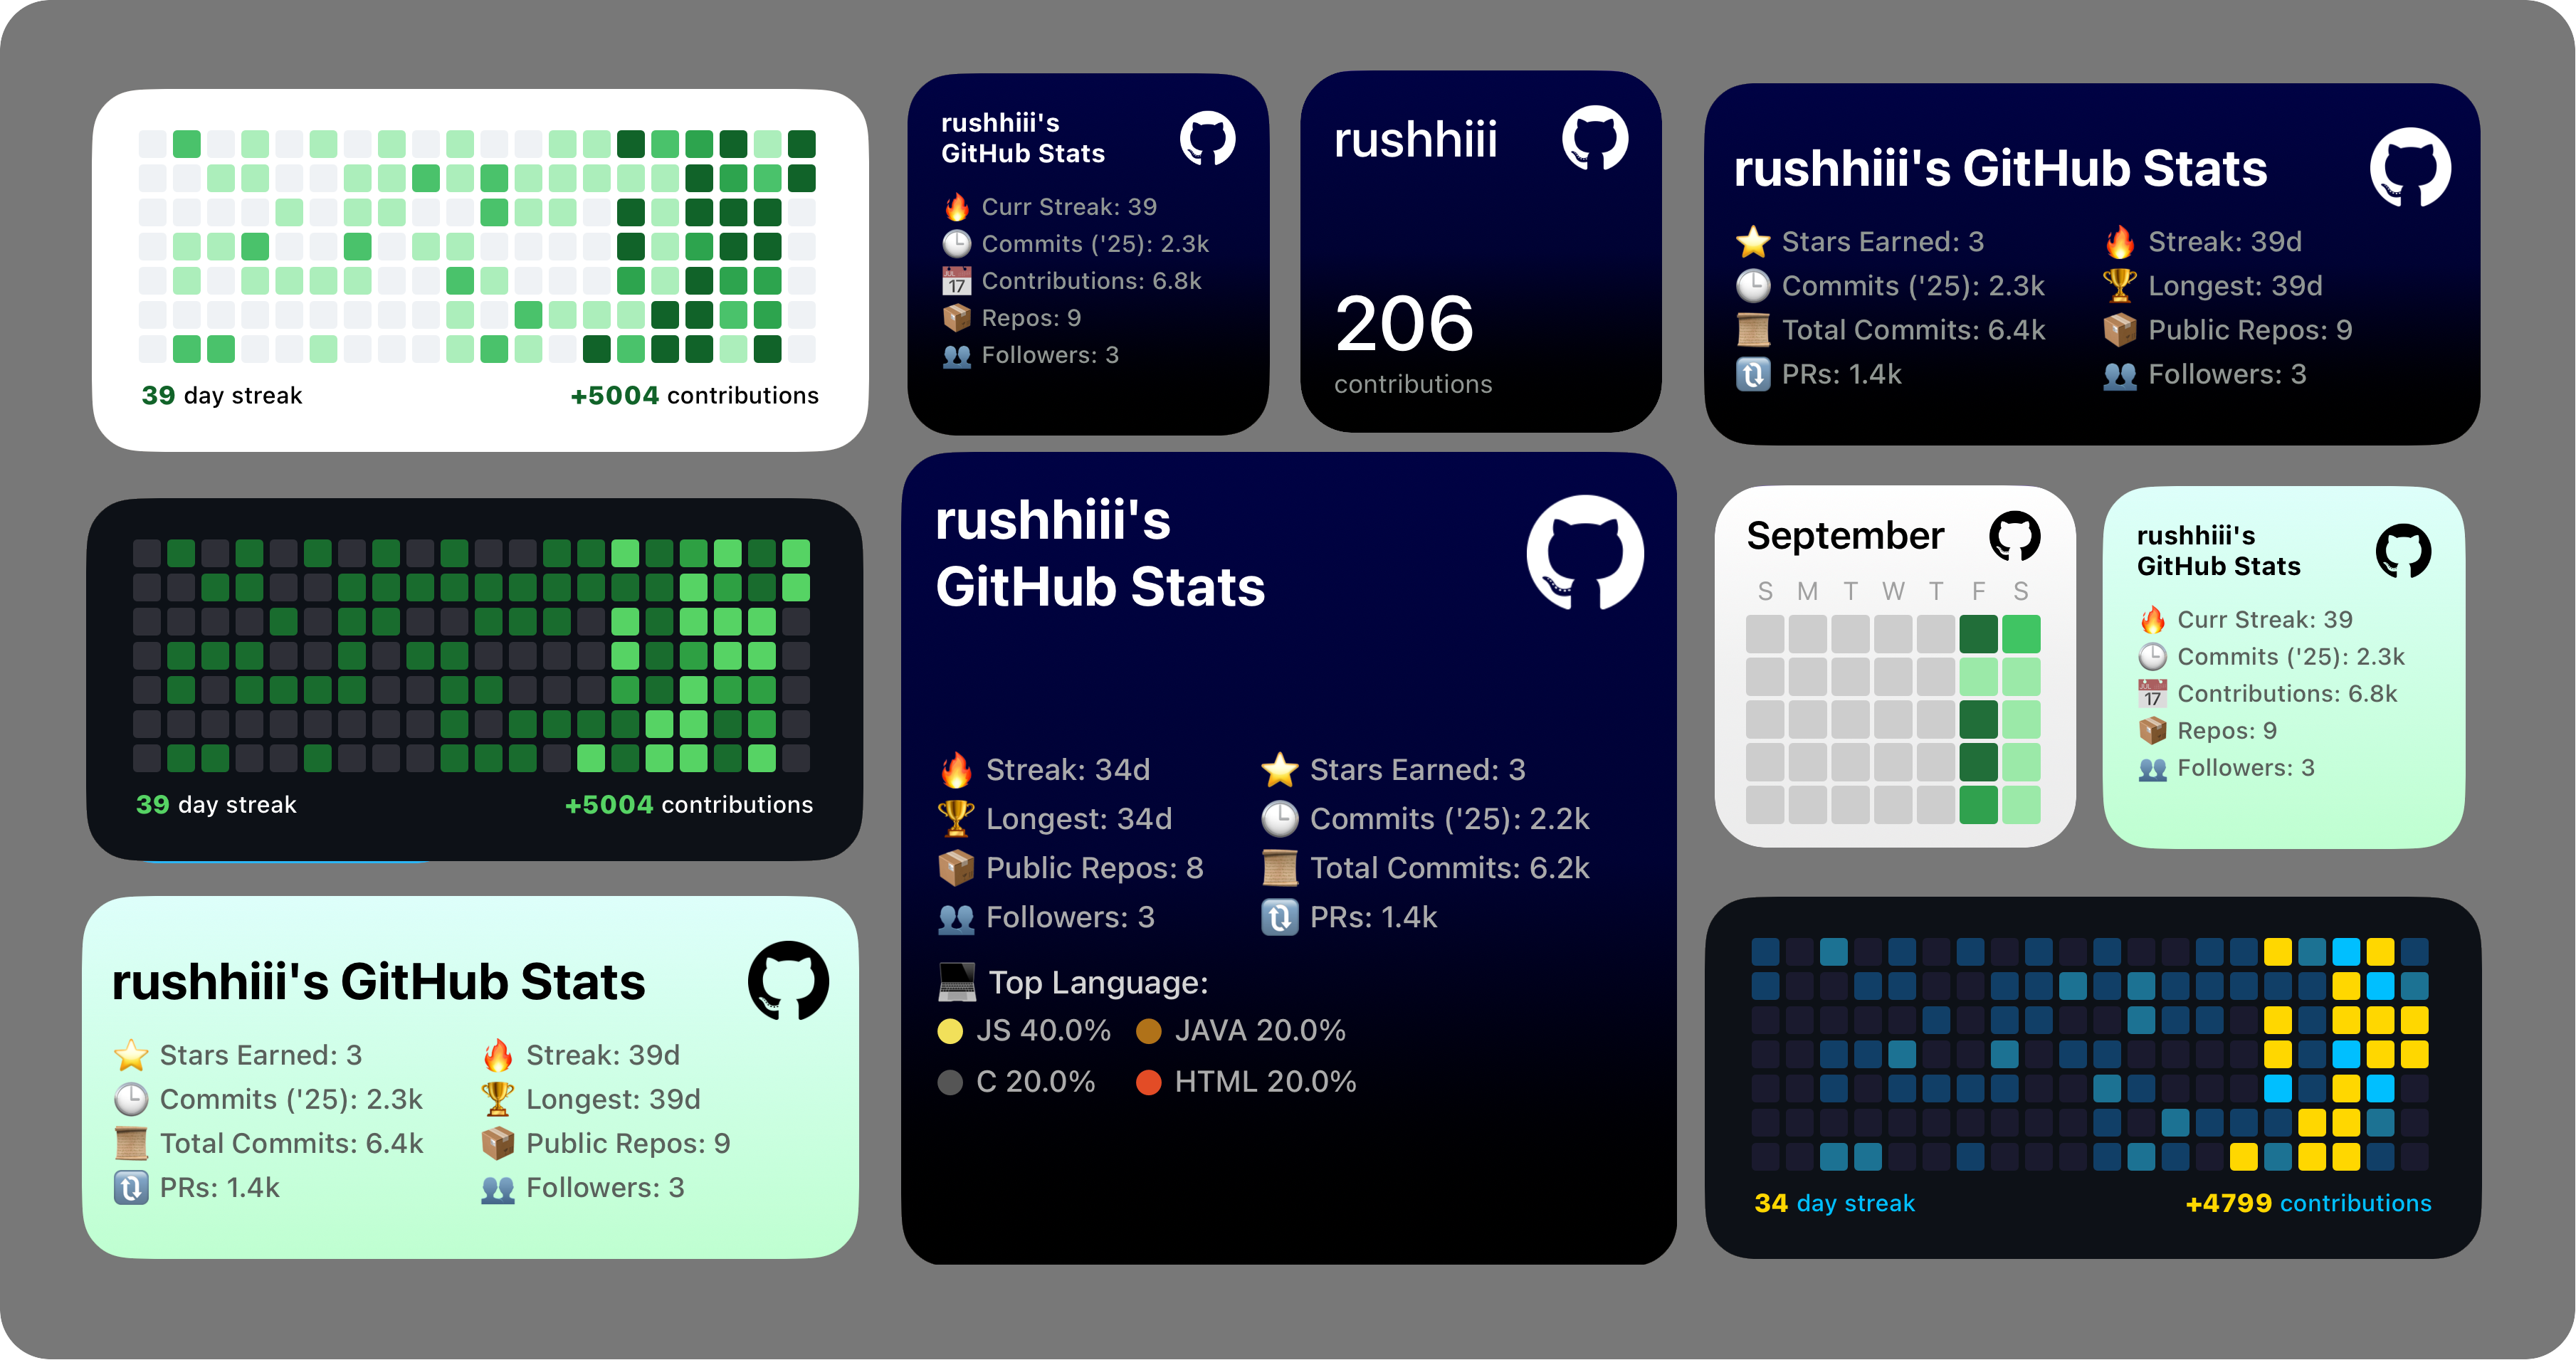 39 day streak
+5004 contributions
rushhiii's
GitHub Stats
Curr Streak: 39
Commits ('25): 2.3k
JUL
17
Contributions: 6.8k
Repos: 9
Followers: 3
rushhiii
206
contributions
rushhiii's GitHub Stats
Stars Earned: 3
Commits ('25): 2.3k
Total Commits: 6.4k
PRs: 1.4k
Streak: 39d
Longest: 39d
Public Repos: 9
Followers: 3
39 day streak
+5004 contributions
rushhiii's
GitHub Stats
Streak: 34d
Longest: 34d
Public Repos: 8
Followers: 3
Stars Earned: 3
Commits ('25): 2.2k
Total Commits: 6.2k
PRs: 1.4k
Top Language:
JS 40.0%
JAVA 20.0%
C 20.0%
HTML 20.0%
September
S M T W T F S
rushhiii's
GitHub Stats
Curr Streak: 39
Commits ('25): 2.3k
JUL
17
Contributions: 6.8k
Repos: 9
Followers: 3
rushhiii's GitHub Stats
Stars Earned: 3
Commits ('25): 2.3k
Total Commits: 6.4k
PRs: 1.4k
Streak: 39d
Longest: 39d
Public Repos: 9
Followers: 3
34 day streak
+4799 contributions